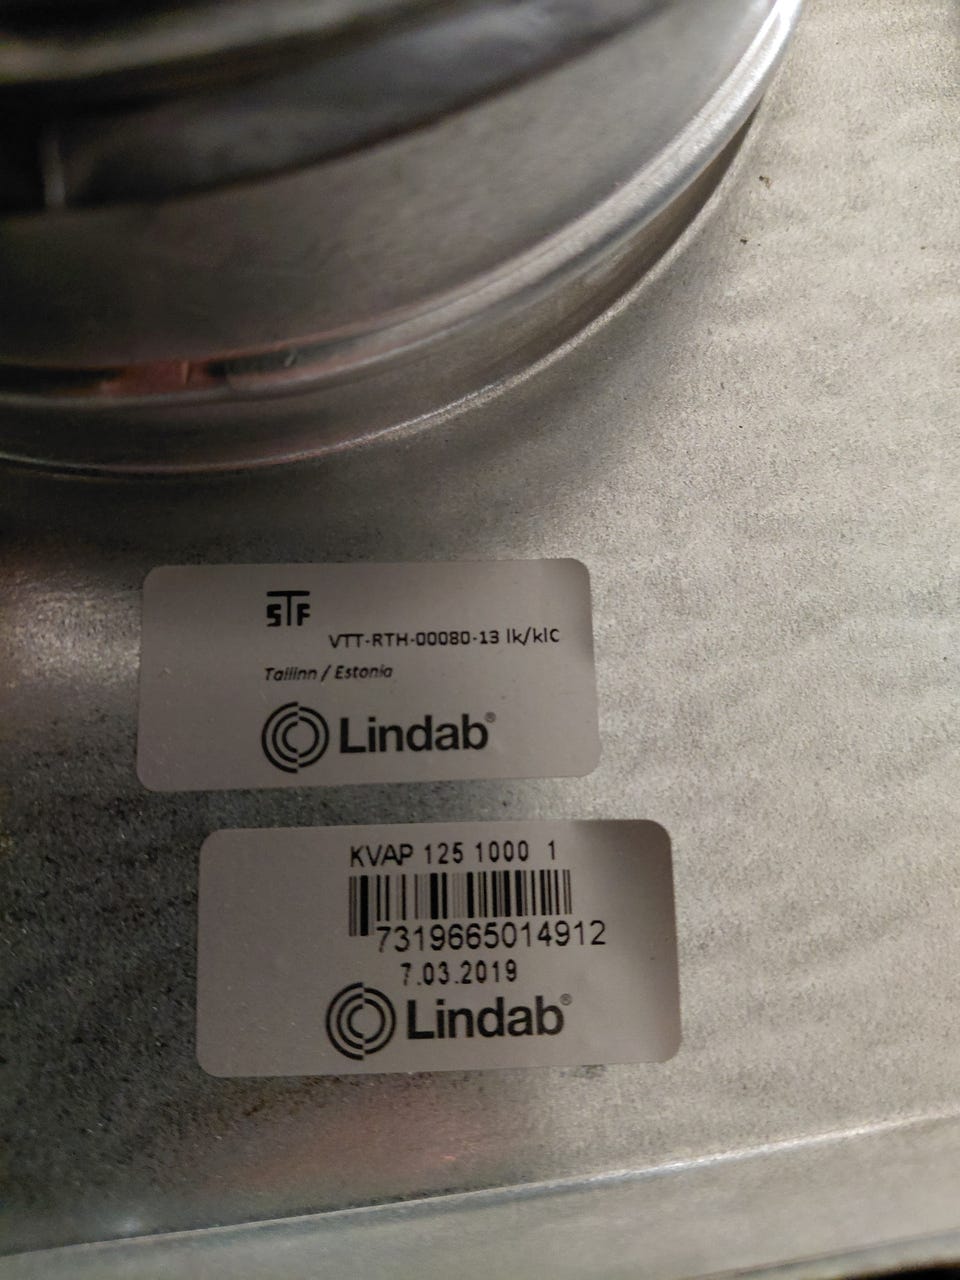 STF
VTT-RTH-00080-13 lk/klC
Tallinn / Estonia
Lindab®
KVAP 125 1000 1
7319665014912
7.03.2019
Lindab®